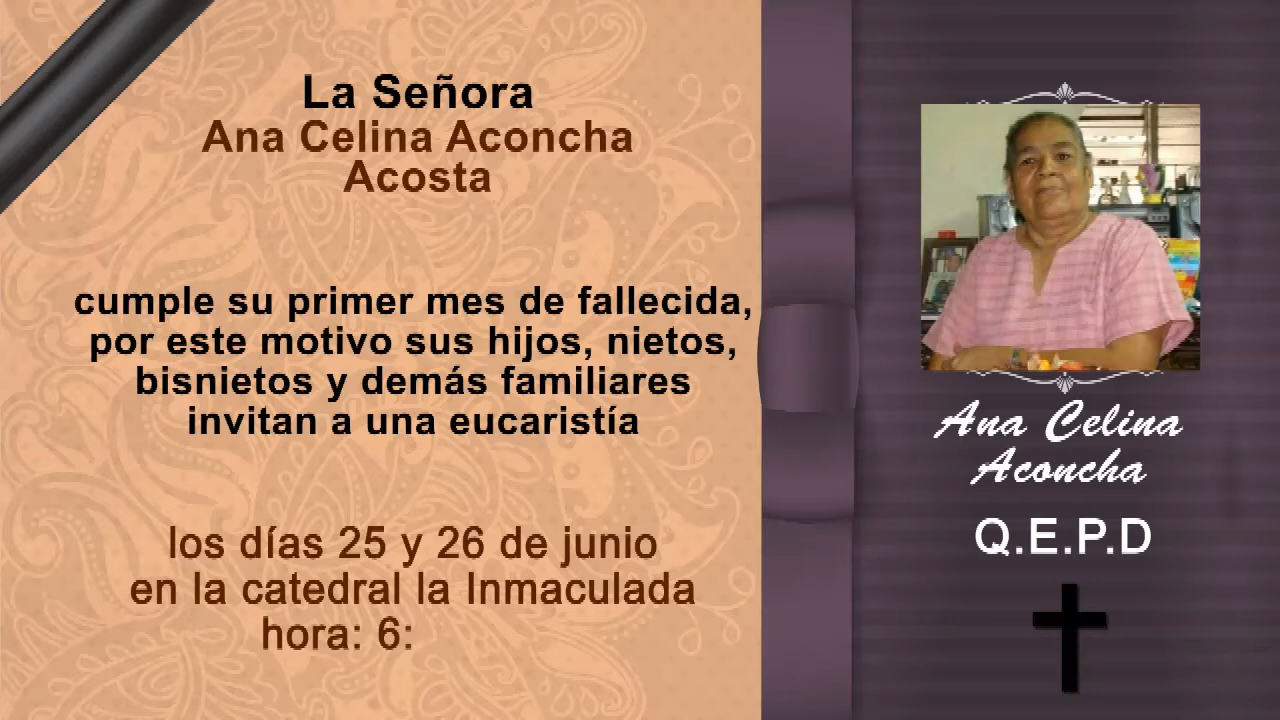 La Señora
Ana Celina Aconcha
Acosta
cumple su primer mes de fallecida,
por este motivo sus hijos, nietos,
bisnietos y demás familiares
invitan a una eucaristía
los días 25 y 26 de junio
en la catedral la Inmaculada
hora: 6:
Ana Celina
Aconcha
Q.E.P.D